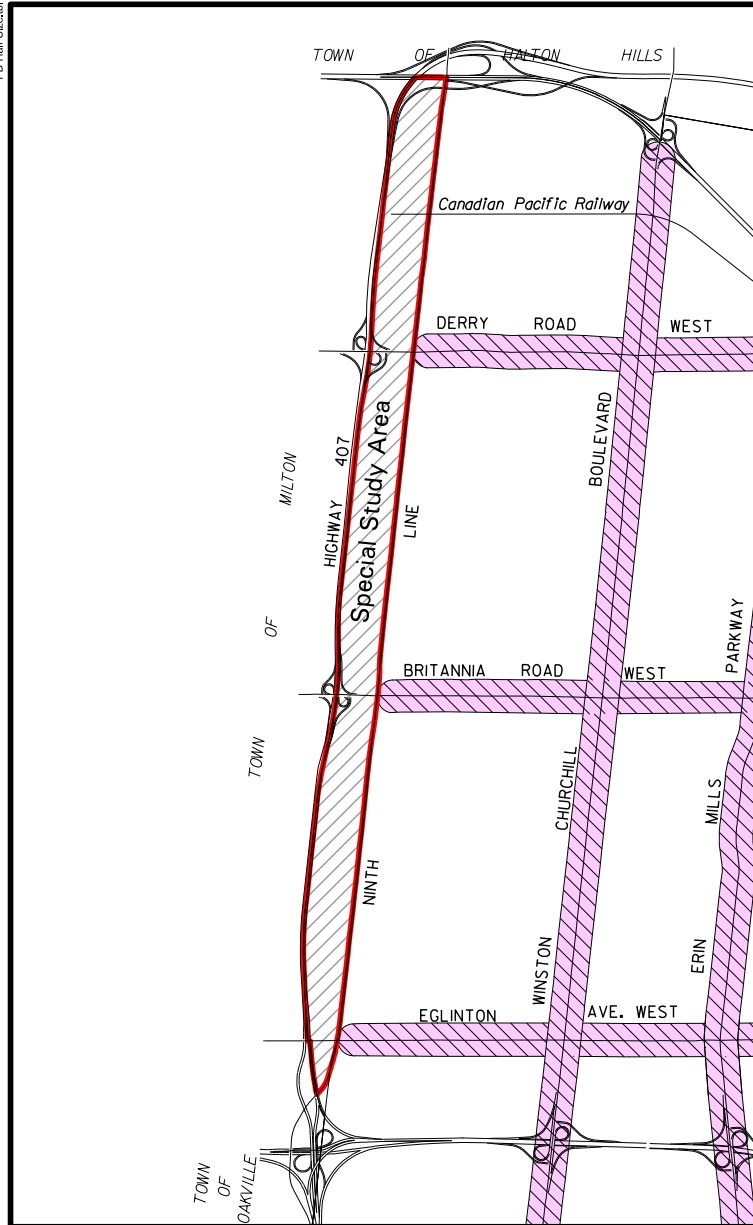 TOWN OF HALTON HILLS
Canadian Pacific Railway
DERRY ROAD WEST
BOULEVARD
HIGHWAY 407
Special Study Area
LINE
MILTON
OF
TOWN
PARKWAY
BRITANNIA ROAD WEST
CHURCHILL
MILLS
NINTH
WINSTON
ERIN
EGLINTON AVE. WEST
TOWN
OF
OAKVILLE